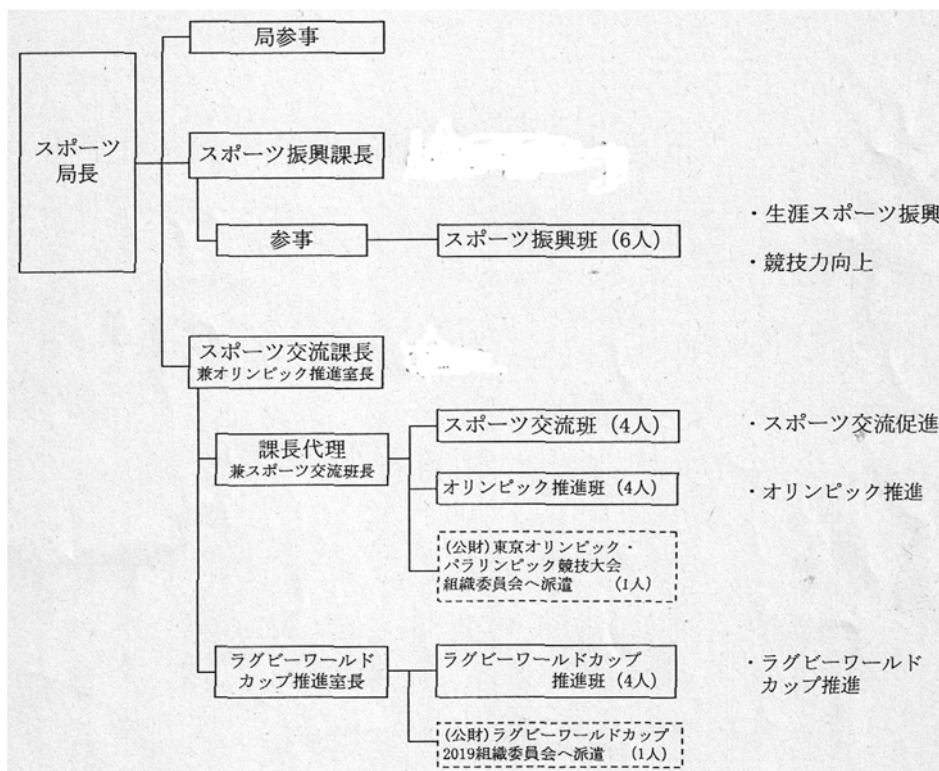 局参事
スポーツ
局長
スポーツ振興課長
参事
スポーツ振興班(6人)
・生涯スポーツ振興
・競技力向上
スポーツ交流課長
兼オリンピック推進室長
課長代理
兼スポーツ交流班長
スポーツ交流班(4人)
・スポーツ交流促進
オリンピック推進班(4人)
・オリンピック推進
(公財)東京オリンピック・
パラリンピック競技大会
組織委員会へ派遣 (1人)
ラグビーワールド
カップ推進室長
ラグビーワールドカップ
推進班(4人)
・ラグビーワールド
カップ推進
(公財)ラグビーワールドカップ
2019組織委員会へ派遣 (1人)